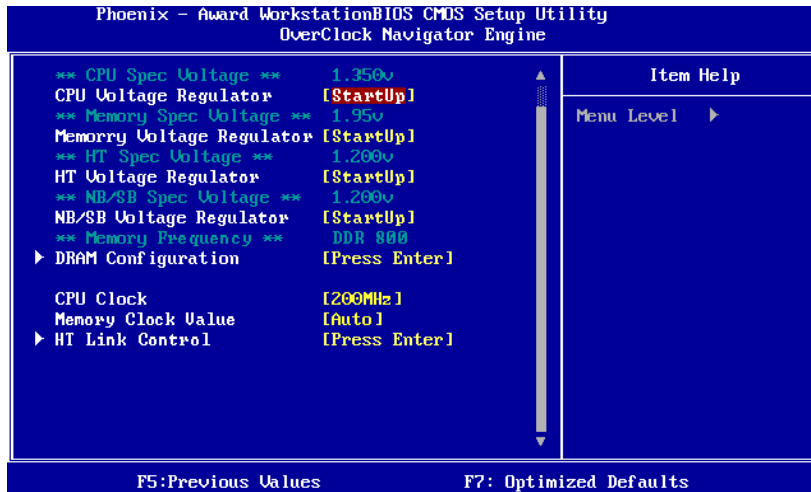 Phoenix - Award WorkstationBIOS CMOS Setup Utility
OverClock Navigator Engine
** CPU Spec Voltage ** 1.350v
CPU Voltage Regulator [StartUp]
** Memory Spec Voltage ** 1.95v
Memorry Voltage Regulator [StartUp]
** HT Spec Voltage ** 1.200v
HT Voltage Regulator [StartUp]
** NB/SB Spec Voltage ** 1.200v
NB/SB Voltage Regulator [StartUp]
** Memory Frequency ** DDR 800
DRAM Configuration [Press Enter]
CPU Clock [200MHz]
Memory Clock Value [Auto]
HT Link Control [Press Enter]
Item Help
Menu Level
F5:Previous Values F7: Optimized Defaults